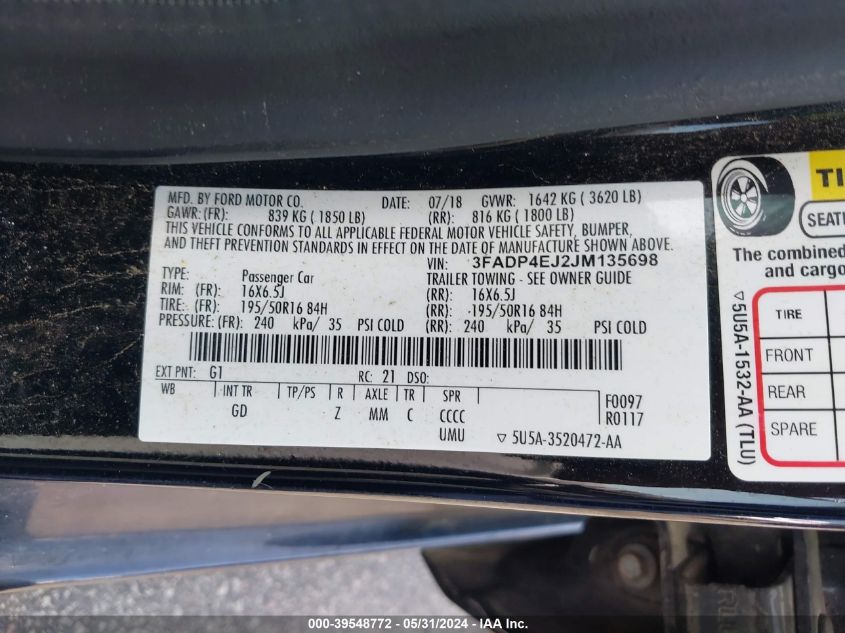 MFD. BY FORD MOTOR CO. DATE: 07/18 GVWR: 1642 KG ( 3620 LB)
GAWR: (FR): 839 KG ( 1850 LB) (RR): 816 KG ( 1800 LB)
THIS VEHICLE CONFORMS TO ALL APPLICABLE FEDERAL MOTOR VEHICLE SAFETY, BUMPER,
AND THEFT PREVENTION STANDARDS IN EFFECT ON THE DATE OF MANUFACTURE SHOWN ABOVE.
VIN: 3FADP4EJ2JM135698
TYPE: Passenger Car TRAILER TOWING - SEE OWNER GUIDE
RIM: (FR): 16X6.5J (RR): 16X6.5J
TIRE: (FR): 195/50R16 84H (RR): 195/50R16 84H
PRESSURE: (FR): 240 kPa/ 35 PSI COLD (RR): 240 kPa/ 35 PSI COLD
EXT PNT: G1 RC: 21 DSO:
WB INT TR TP/PS R AXLE TR SPR F0097
GD Z MM C CCCC R0117
UMU ▽ 5U5A-3520472-AA
TI
SEATI
The combined
and cargo
TIRE
FRONT
REAR
SPARE
▽5U5A-1532-AA (TLU)
000-39548772 - 05/31/2024 - IAA Inc.